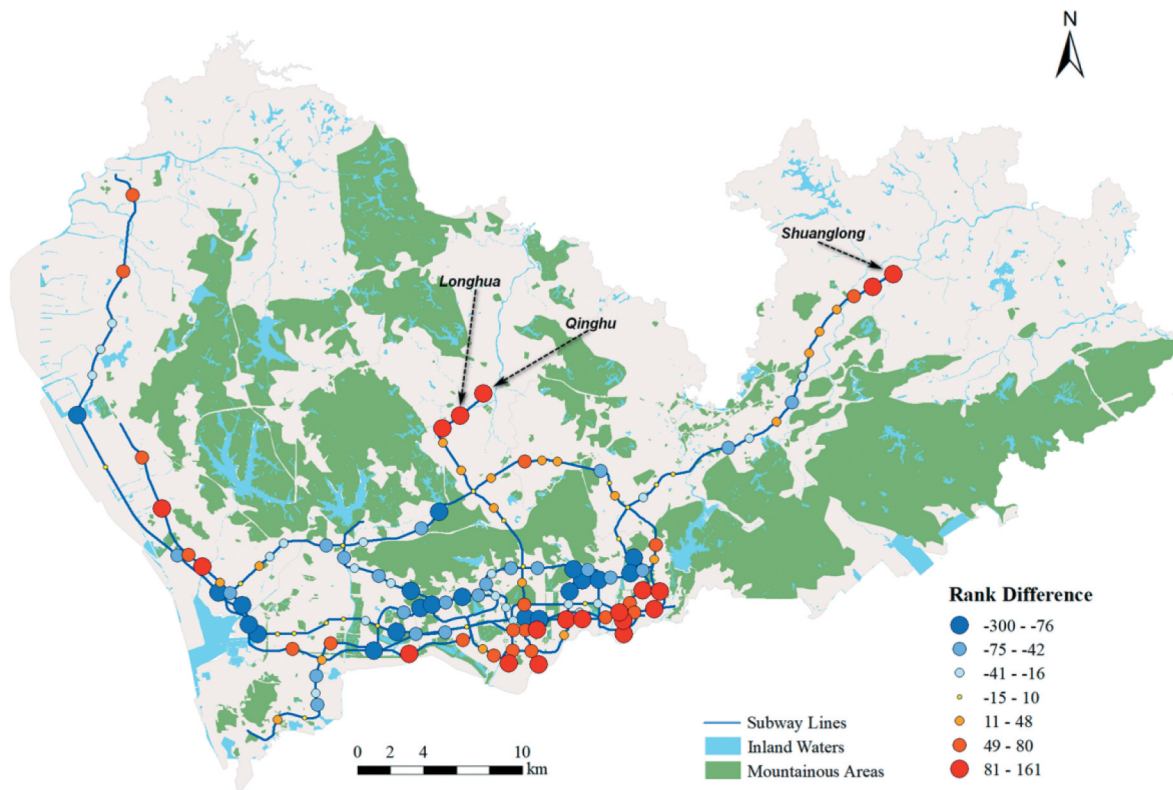 N
Shuanglong
Longhua
Qinghu
Rank Difference
-300 - -76
-75 - -42
-41 - -16
-15 - 10
11 - 48
49 - 80
81 - 161
Subway Lines
Inland Waters
Mountainous Areas
0 2 4 10
km